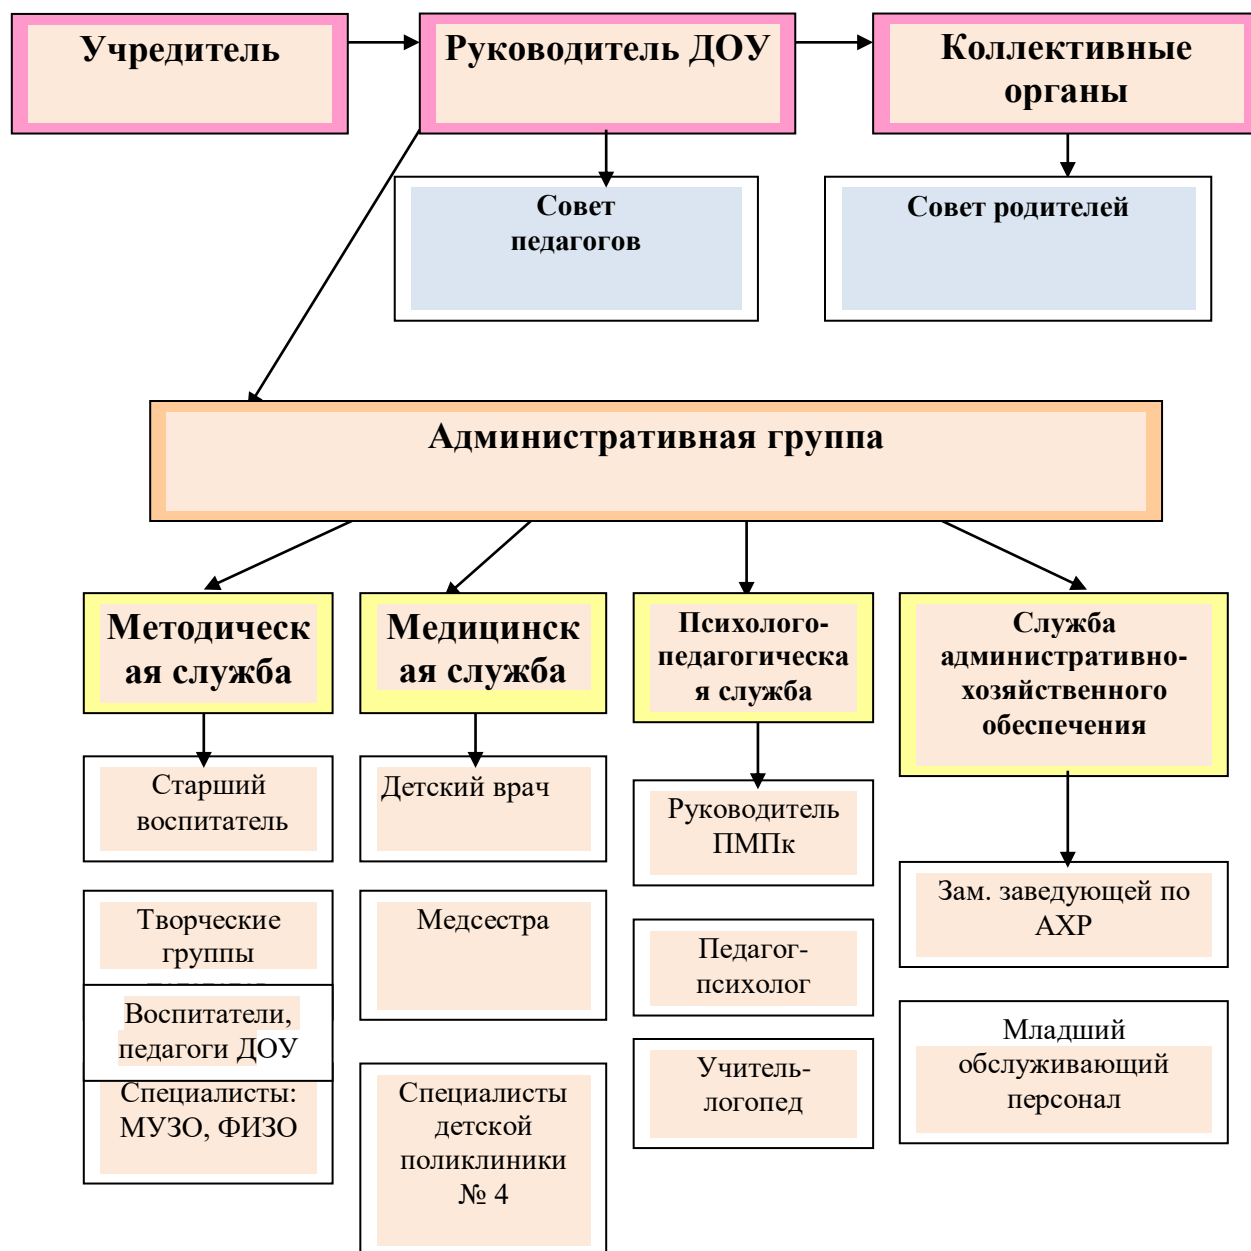 Учредитель
Руководитель ДОУ
Коллективные
органы
Совет
педагогов
Совет родителей
Административная группа
Методическ
ая служба
Медицинск
ая служба
Психолого-
педагогическа
я служба
Служба
административно-
хозяйственного
обеспечения
Старший
воспитатель
Творческие
группы
Воспитатели,
педагоги ДОУ
Специалисты:
МУЗО, ФИЗО
Детский врач
Медсестра
Специалисты
детской
поликлиники
№ 4
Руководитель
ПМПк
Педагог-
психолог
Учитель-
логопед
Зам. заведующей по
АХР
Младший
обслуживающий
персонал